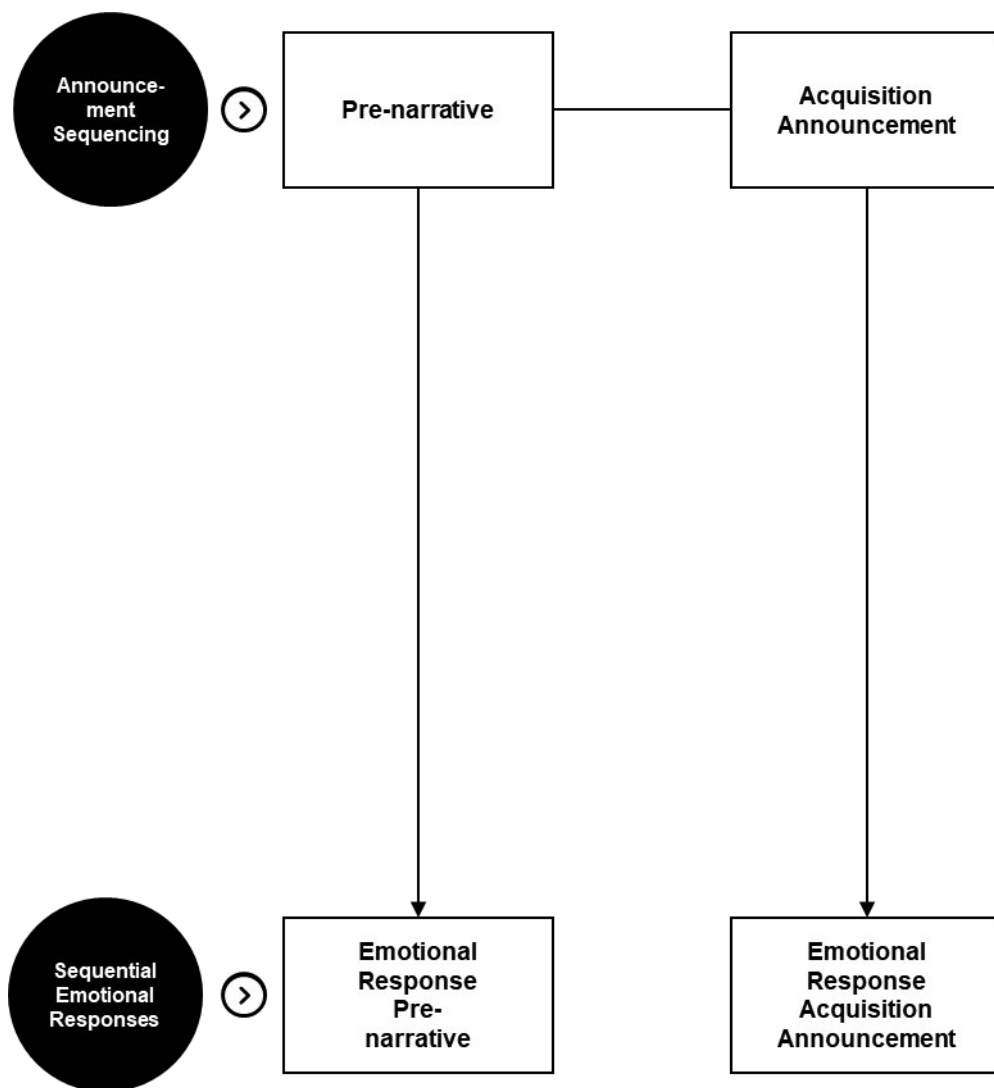 Announce-
ment
Sequencing
Pre-narrative
Acquisition
Announcement
Sequential
Emotional
Responses
Emotional
Response
Pre-
narrative
Emotional
Response
Acquisition
Announcement